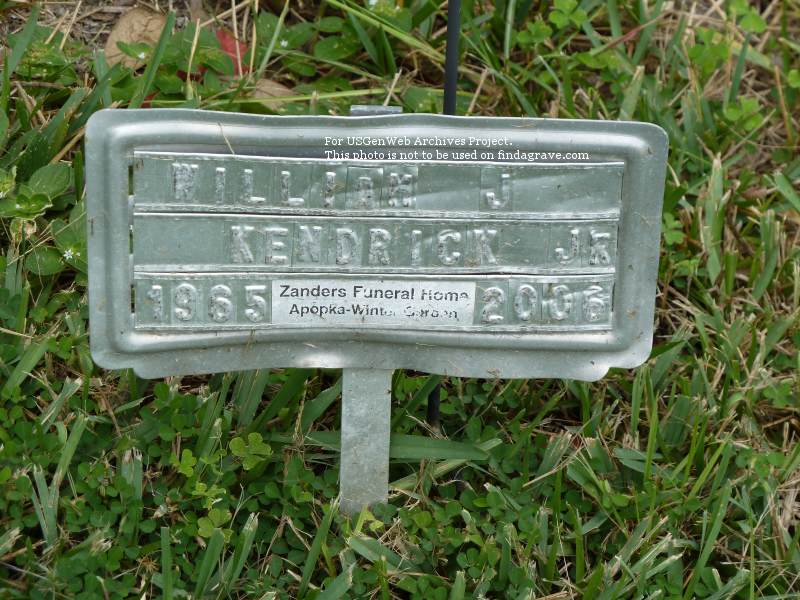 For USGenWeb Archives Project.
This photo is not to be used on findagrave.com
WILLIAM J
KENDRICK JR
1965 Zanders Funeral Home 2006
Apopka-Winter Garden